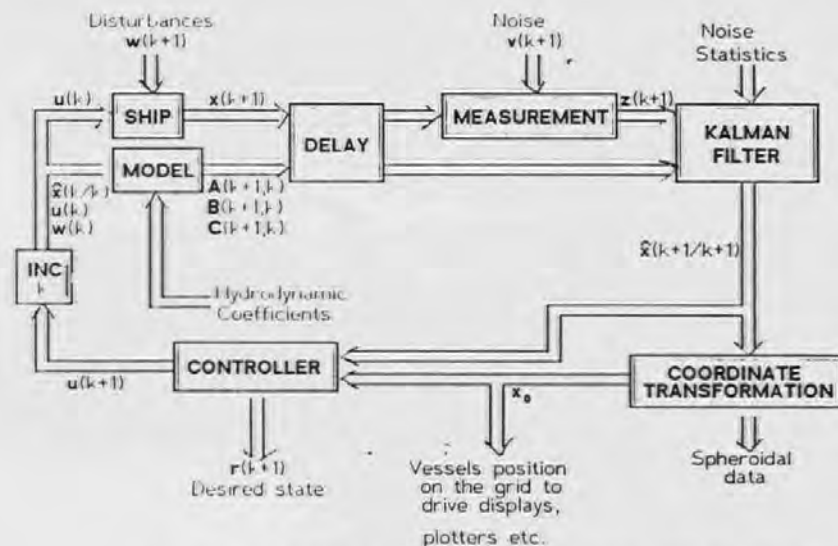 Disturbances
w(k+1)
Noise
v(k+1)
Noise
Statistics
u(k)
SHIP
x(k+1)
DELAY
MEASUREMENT
z(k+1)
KALMAN
FILTER
MODEL
x̂(k/k)
u(k)
w(k)
A(k+1,k)
B(k+1,k)
C(k+1,k)
INC
k
x̂(k+1/k+1)
Hydrodynamic
Coefficients
CONTROLLER
u(k+1)
x₀
COORDINATE
TRANSFORMATION
r(k+1)
Desired state
Vessels position
on the grid to
drive displays,
plotters etc.
Spheroidal
data